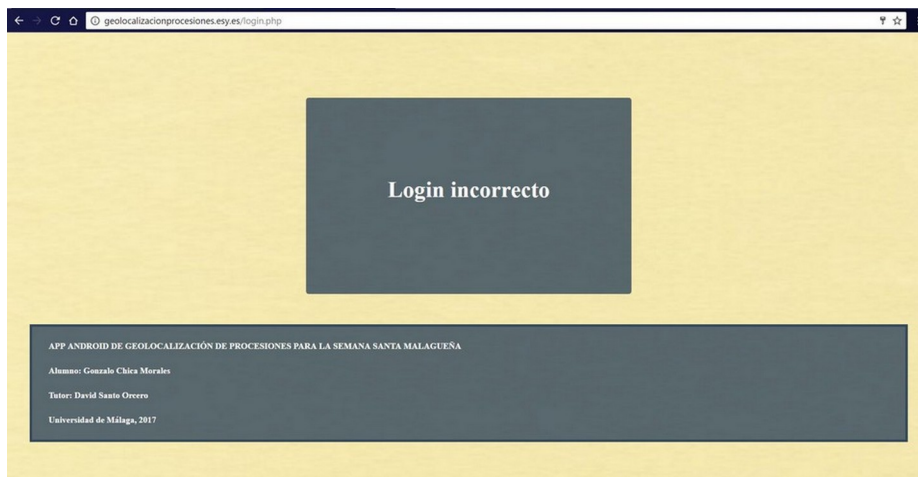 geolocalizacionprocesiones.esy.es/login.php
Login incorrecto
APP ANDROID DE GEOLOCALIZACIÓN DE PROCESIONES PARA LA SEMANA SANTA MALAGUEÑA
Alumno: Gonzalo Chica Morales
Tutor: David Santo Orcero
Universidad de Málaga, 2017